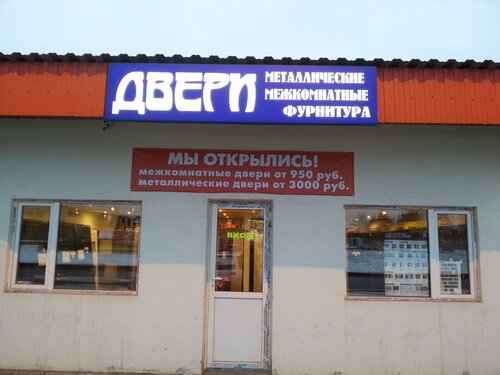 ДВЕРИ
МЕТАЛЛИЧЕСКИЕ
МЕЖКОМНАТНЫЕ
ФУРНИТУРА
МЫ ОТКРЫЛИСЬ!
межкомнатные двери от 950 руб.
металлические двери от 3000 руб.
ВХОД